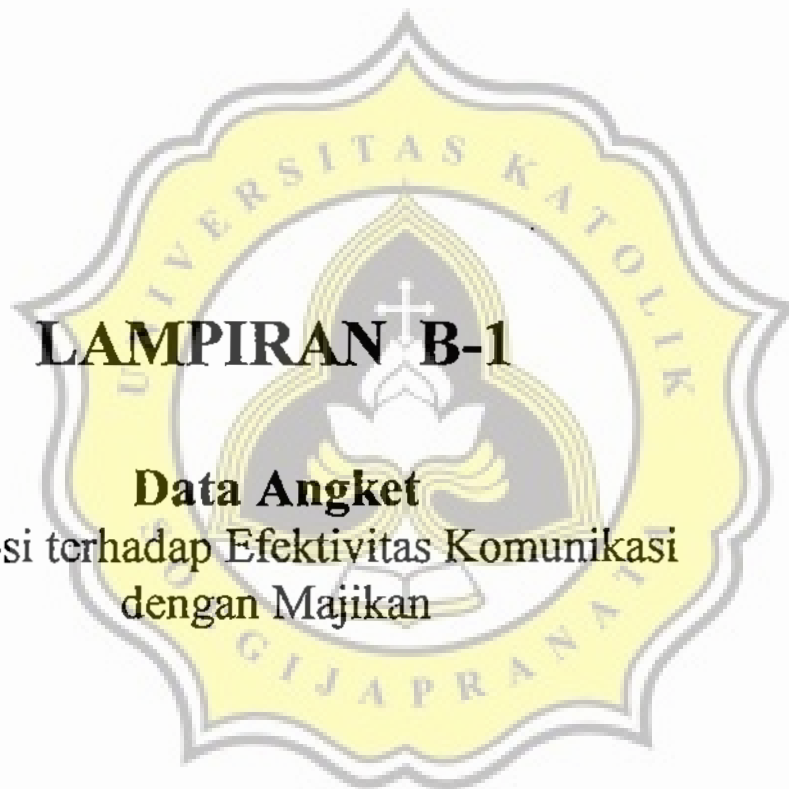 UNIVERSITAS KATOLIK
LAMPIRAN B-1
Data Angket
si terhadap Efektivitas Komunikasi
dengan Majikan
SOEGIJAPRANATA